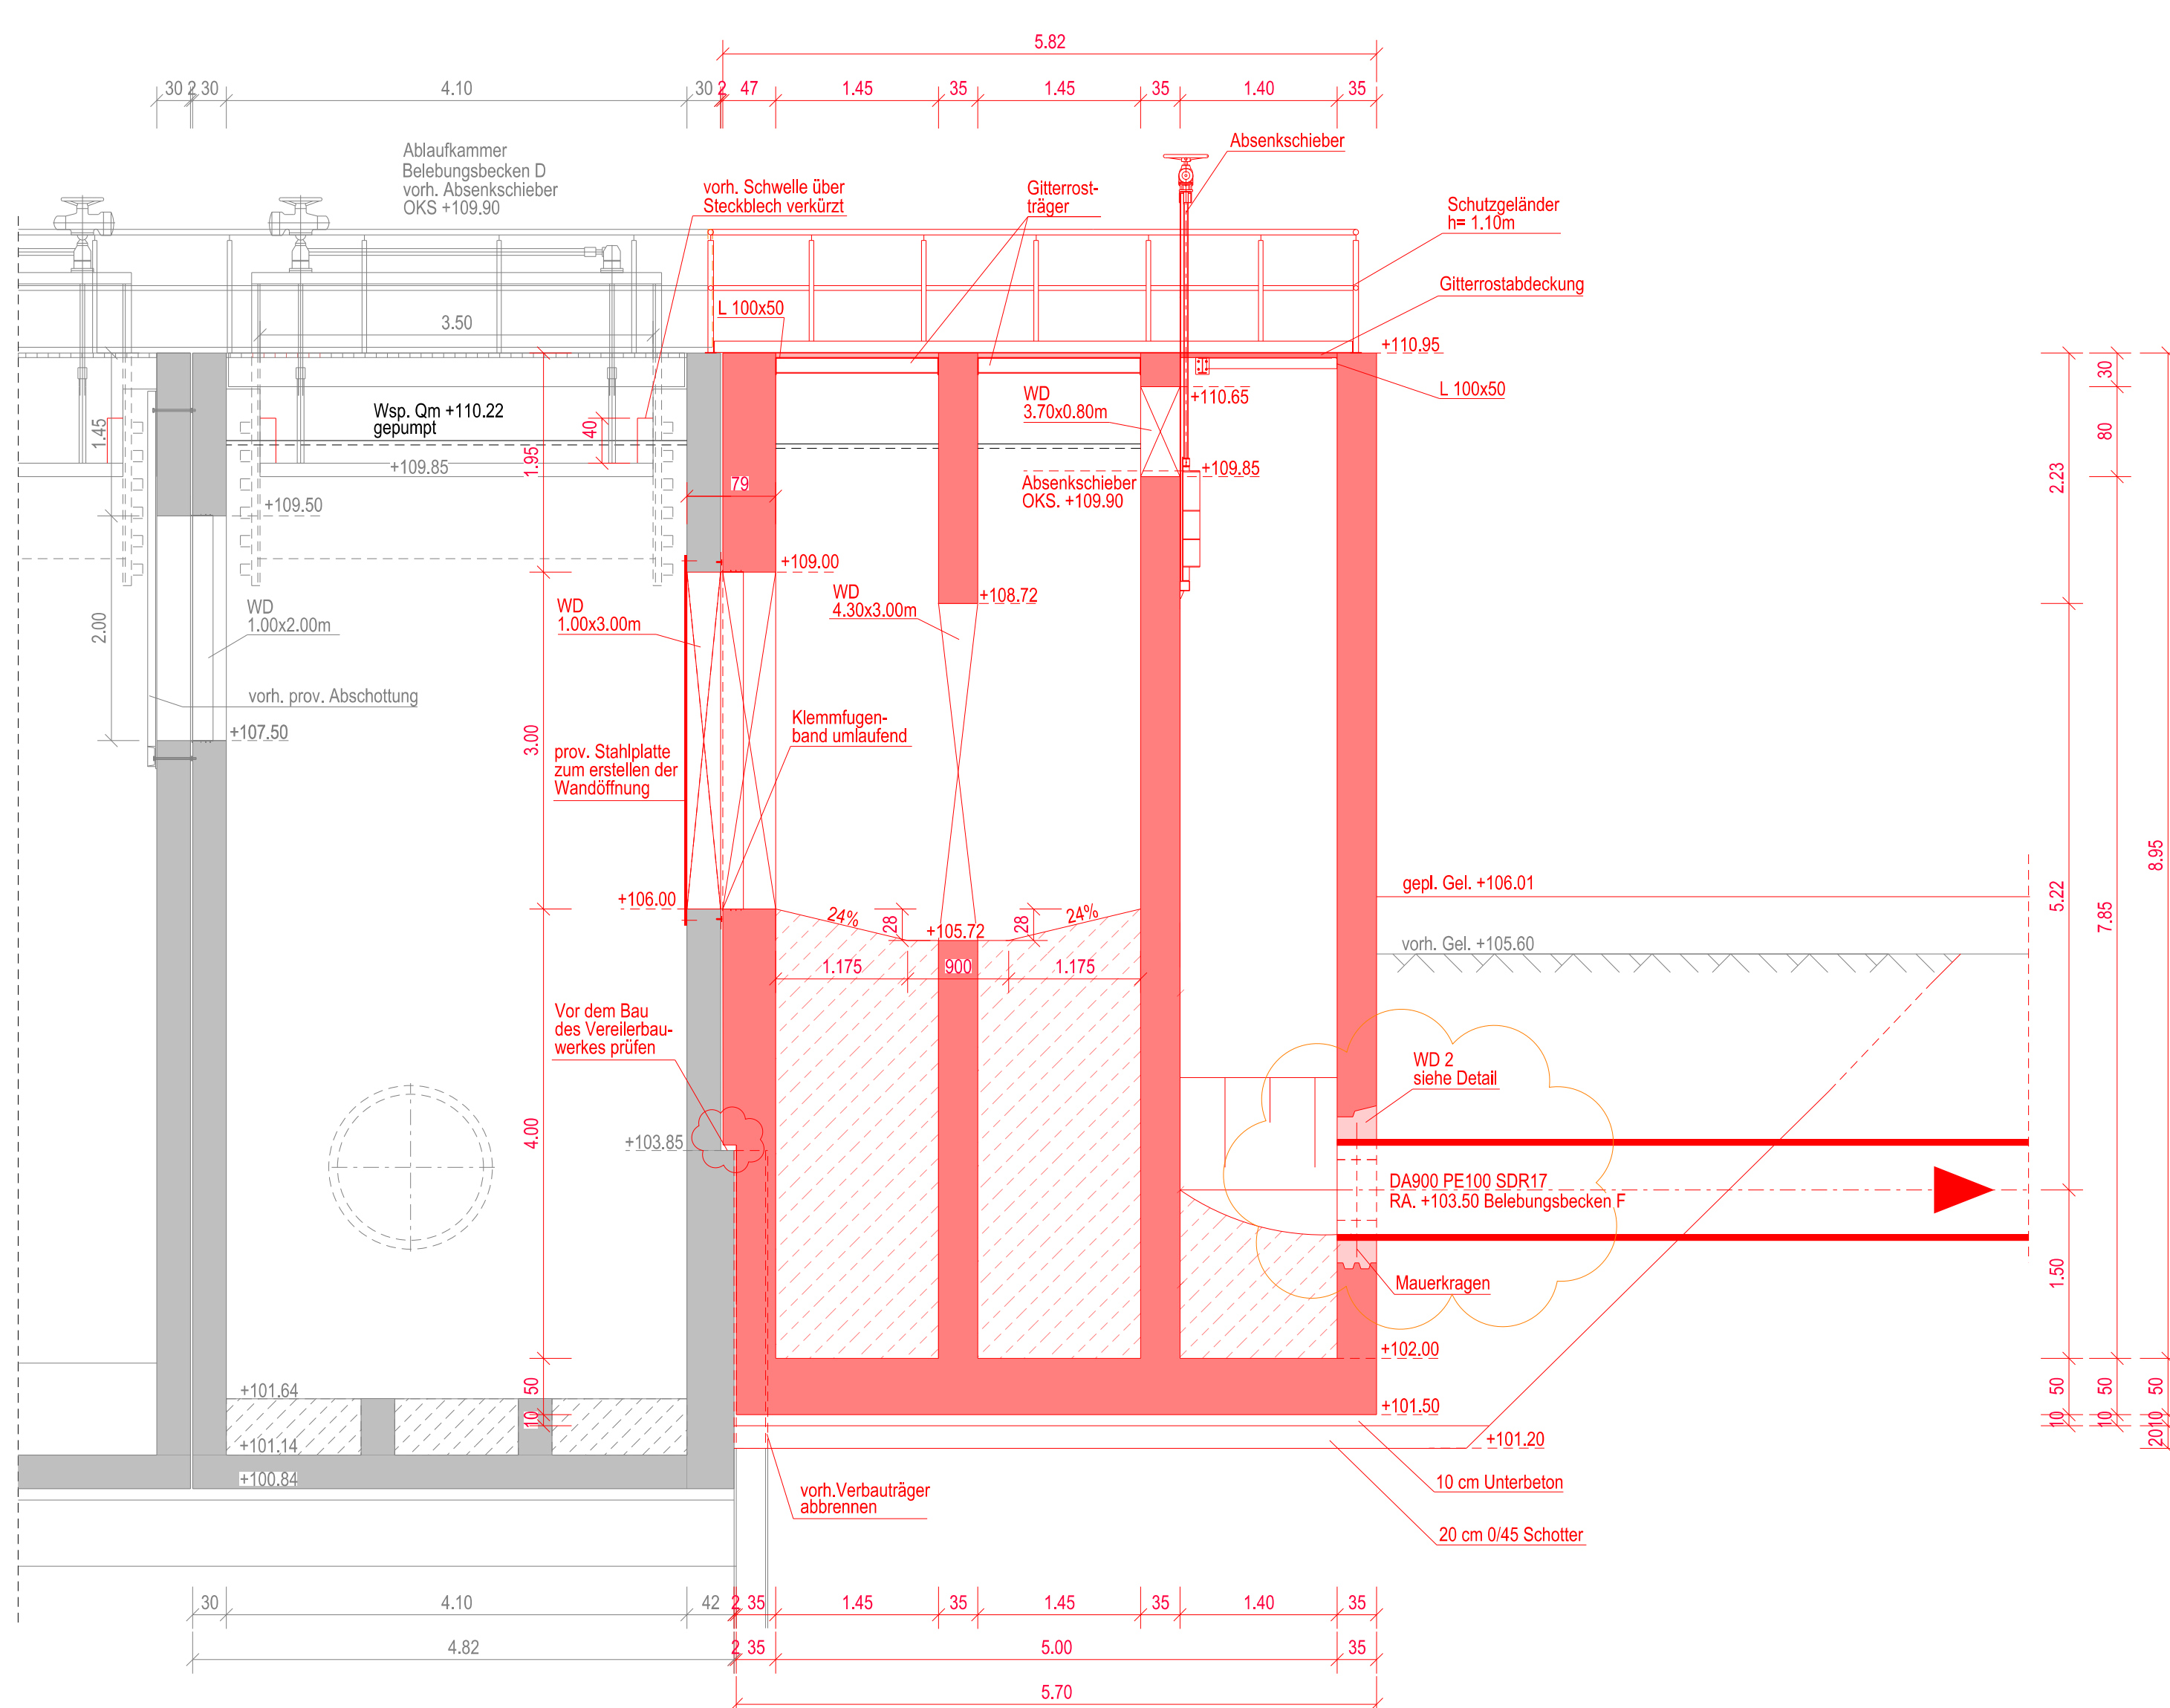 5.82
30 2 30 4.10 30 2 47 1.45 35 1.45 35 1.40 35
Ablaufkammer
Belebungsbecken D
vorh. Absenkschieber
OKS +109.90
vorh. Schwelle über
Steckblech verkürzt
Gitterrost-
träger
Absenkschieber
Schutzgeländer
h= 1.10m
Gitterrostabdeckung
L 100x50
3.50
+110.95
L 100x50
+110.65
WD
3.70x0.80m
Wsp. Qm +110.22
gepumpt
1.45
40
1.95
+109.85
+109.85
Absenkschieber
OKS. +109.90
79
+109.50
+109.00
+108.72
WD
1.00x2.00m
2.00
WD
1.00x3.00m
WD
4.30x3.00m
vorh. prov. Abschottung
+107.50
3.00
Klemmfugen-
band umlaufend
prov. Stahlplatte
zum erstellen der
Wandöffnung
+106.00
24%
28
+105.72
28
24%
1.175 900 1.175
gepl. Gel. +106.01
vorh. Gel. +105.60
Vor dem Bau
des Vereilerbau-
werkes prüfen
+103.85
4.00
WD 2
siehe Detail
DA900 PE100 SDR17
RA. +103.50 Belebungsbecken F
Mauerkragen
+102.00
+101.64
50
10
+101.50
+101.14
+101.20
+100.84
10 cm Unterbeton
vorh.Verbauträger
abbrennen
20 cm 0/45 Schotter
30
80
2.23
5.22
7.85
8.95
1.50
50 50 50
10 10 2010
30 4.10 42 2 35 1.45 35 1.45 35 1.40 35
4.82 2 35 5.00 35
5.70